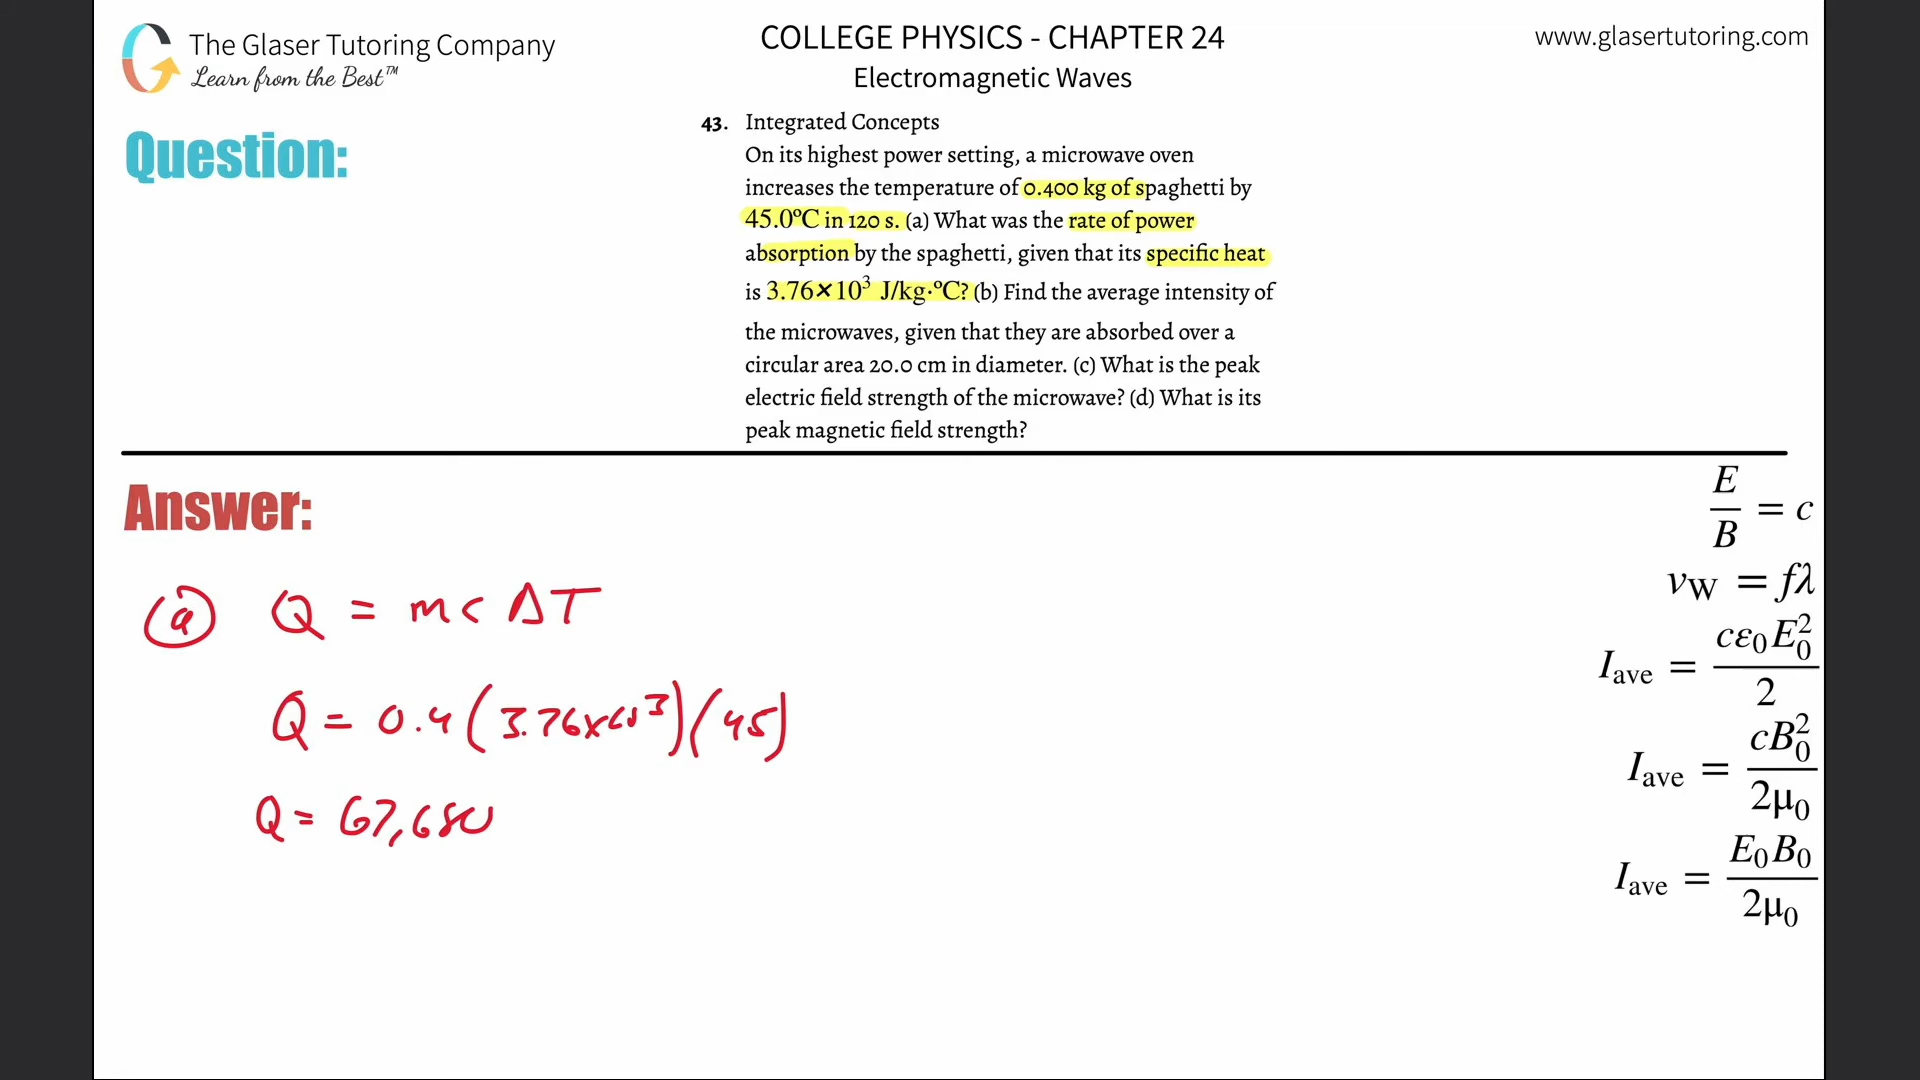 The Glaser Tutoring Company
Learn from the Best™
COLLEGE PHYSICS - CHAPTER 24
Electromagnetic Waves
www.glasertutoring.com
Question:
43. Integrated Concepts
On its highest power setting, a microwave oven
increases the temperature of 0.400 kg of spaghetti by
45.0ºC in 120 s. (a) What was the rate of power
absorption by the spaghetti, given that its specific heat
is 3.76×10³ J/kg·ºC? (b) Find the average intensity of
the microwaves, given that they are absorbed over a
circular area 20.0 cm in diameter. (c) What is the peak
electric field strength of the microwave? (d) What is its
peak magnetic field strength?
Answer:
(a) Q = mcΔT
Q = 0.4(3.76x10³)(45)
Q = 67,680
E/B = c
v_W = fλ
I_ave = cε₀E₀²/2
I_ave = cB₀²/2μ₀
I_ave = E₀B₀/2μ₀